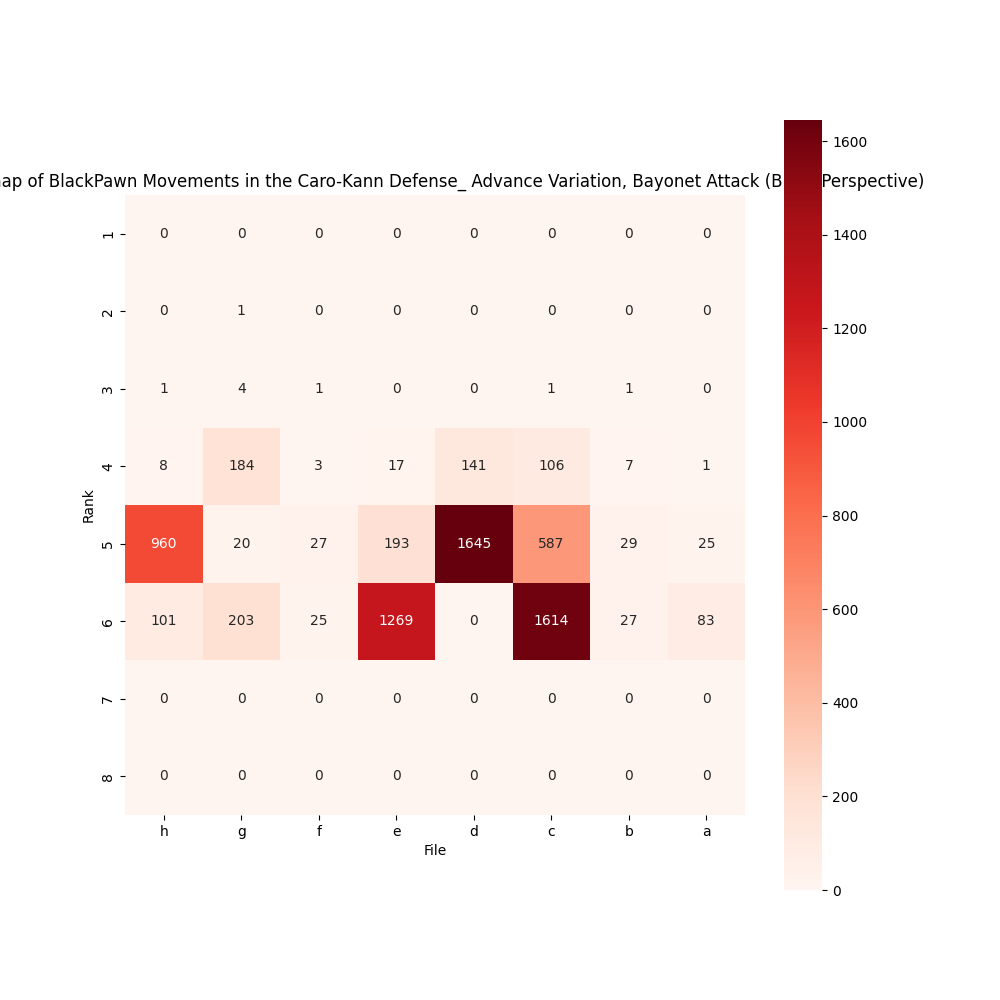 1600
ap of BlackPawn Movements in the Caro-Kann Defense_ Advance Variation, Bayonet Attack (B Perspective)
1 0 0 0 0 0 0 0 0
1400
2 0 1 0 0 0 0 0 0
1200
3 1 4 1 0 0 1 1 0
1000
4 8 184 3 17 141 106 7 1
Rank
800
5 960 20 27 193 1645 587 29 25
600
6 101 203 25 1269 0 1614 27 83
400
7 0 0 0 0 0 0 0 0
200
8 0 0 0 0 0 0 0 0
h g f e d c b a
File
0